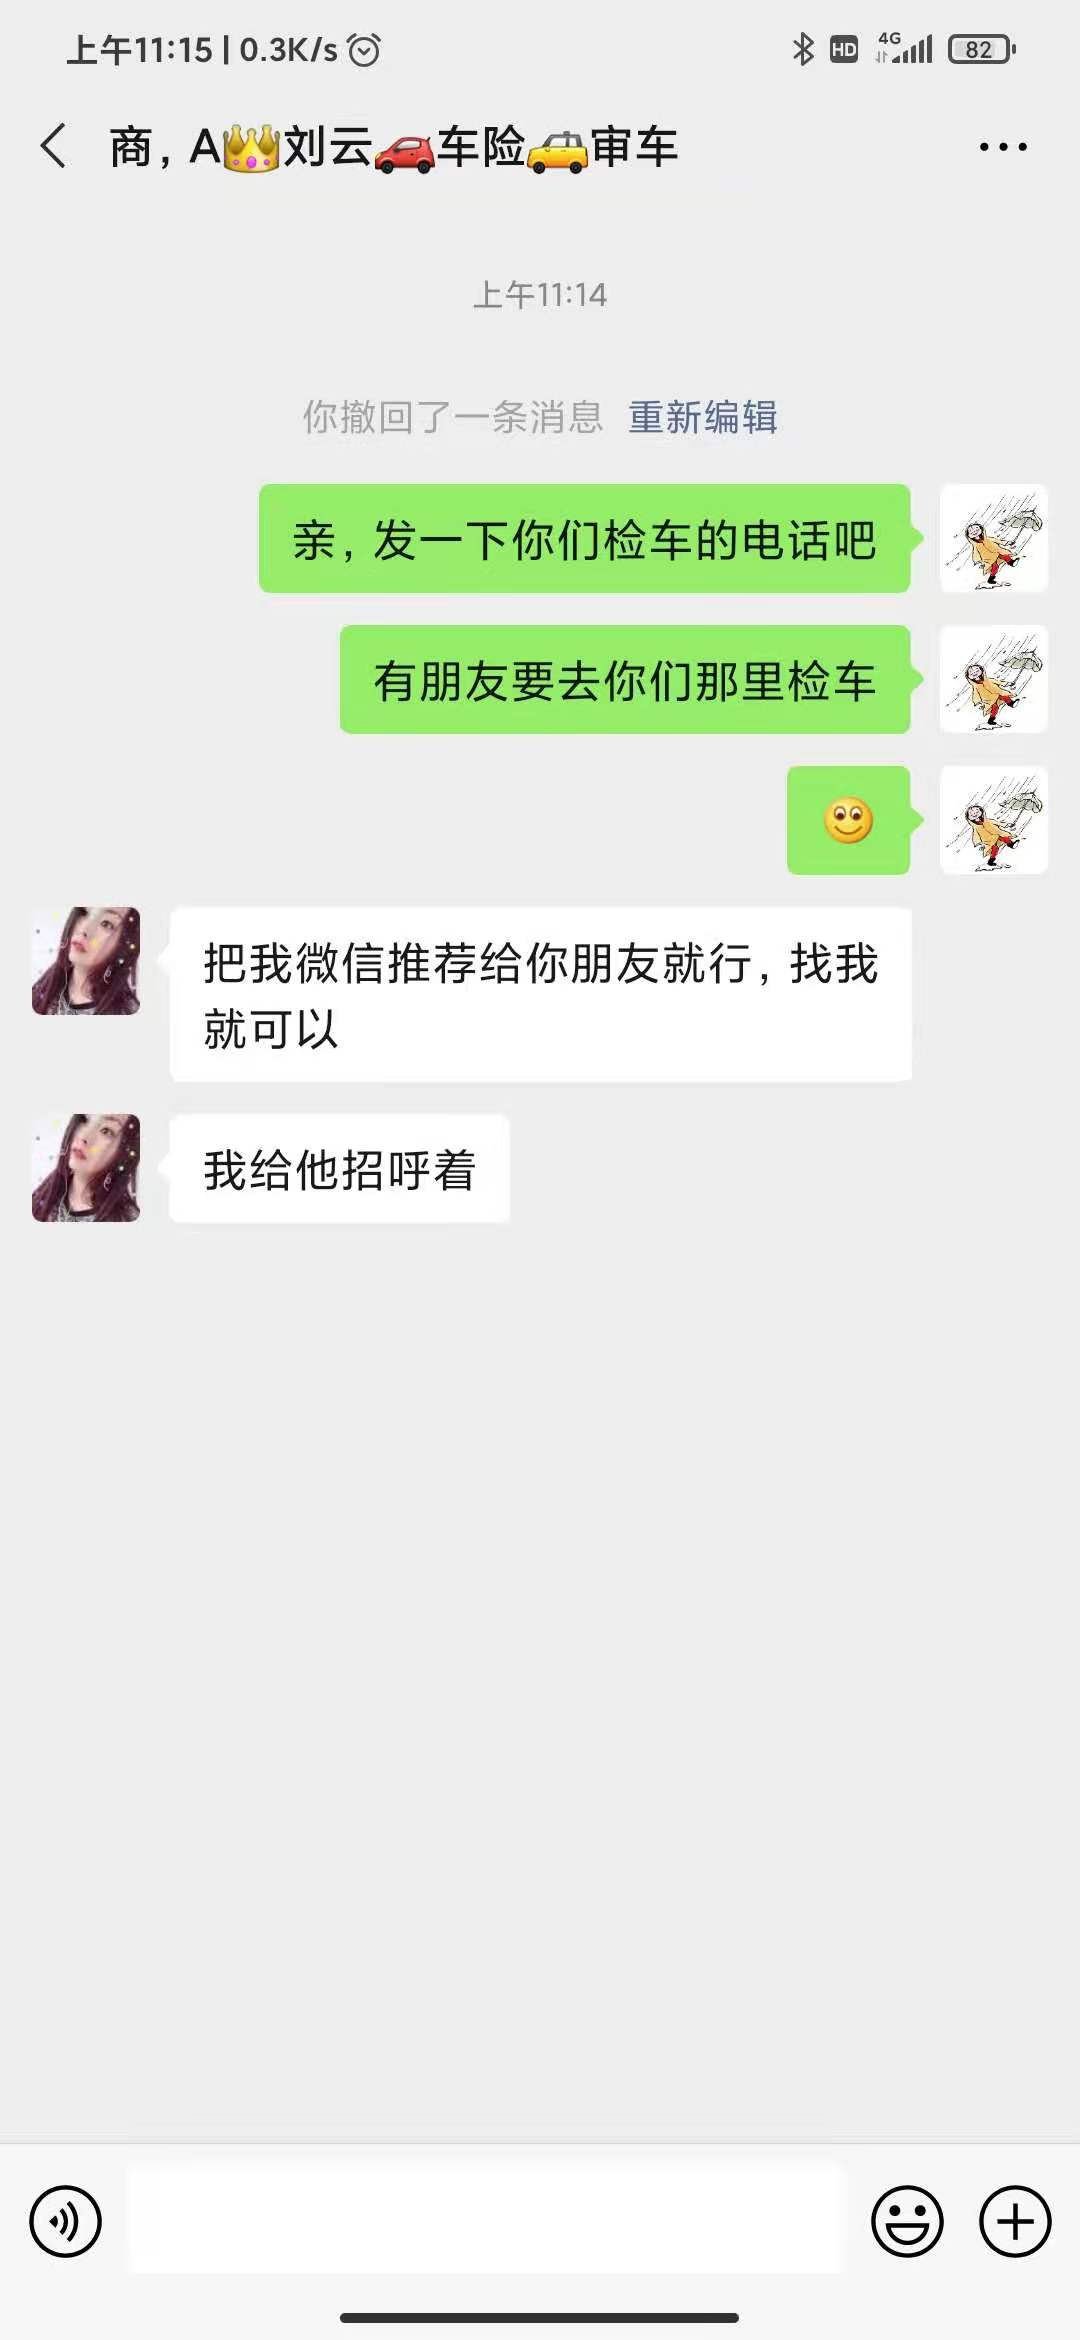 上午11:15 | 0.3K/s
HD 4G 82
商，A👑刘云🚗车险🚕审车
上午11:14
你撤回了一条消息 重新编辑
亲，发一下你们检车的电话吧
有朋友要去你们那里检车
把我微信推荐给你朋友就行，找我
就可以
我给他招呼着